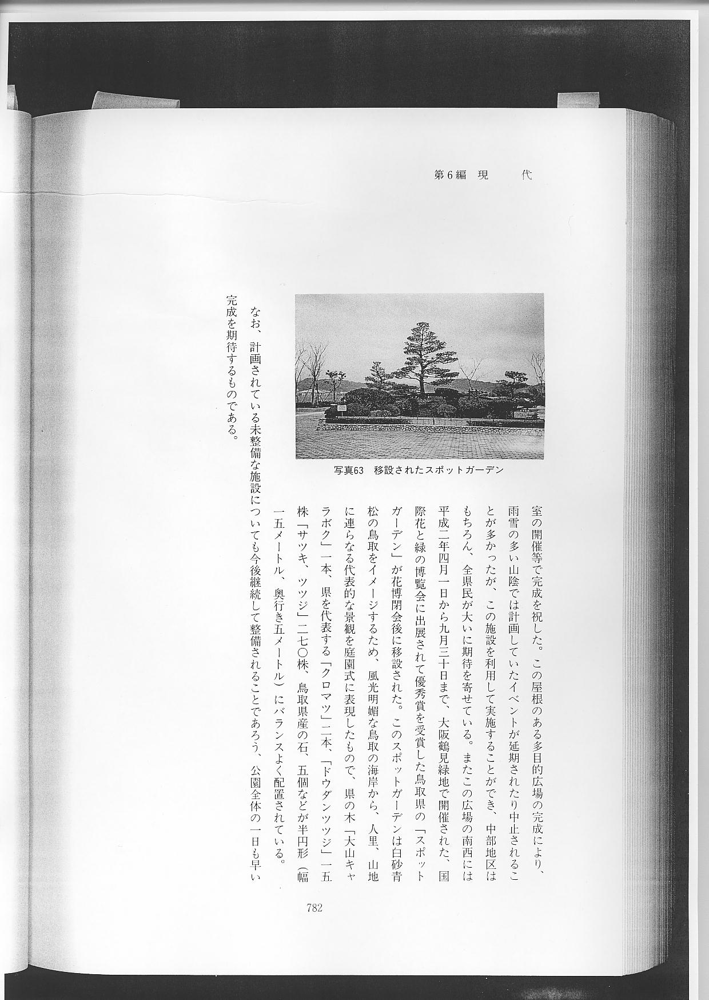 第6編　現　　代
写真63　移設されたスポットガーデン
室の開催等で完成を祝した。この屋根のある多目的広場の完成により、
雨雪の多い山陰では計画していたイベントが延期されたり中止されるこ
とが多かったが、この施設を利用して実施することができ、中部地区は
もちろん、全県民が大いに期待を寄せている。またこの広場の南西には
平成二年四月一日から九月三十日まで、大阪鶴見緑地で開催された、国
際花と緑の博覧会に出展されて優秀賞を受賞した鳥取県の「スポット
ガーデン」が花博閉会後に移設された。このスポットガーデンは白砂青
松の鳥取をイメージするため、風光明媚な鳥取の海岸から、人里、山地
に連らなる代表的な景観を庭園式に表現したもので、県の木「大山キャ
ラボク」一本、県を代表する「クロマツ」二本、「ドウダンツツジ」一五
株「サツキ、ツツジ」二七〇株、鳥取県産の石、五個などが半円形（幅
一五メートル、奥行き五メートル）にバランスよく配置されている。
なお、計画されている未整備な施設についても今後継続して整備されることであろう、公園全体の一日も早い
完成を期待するものである。
782